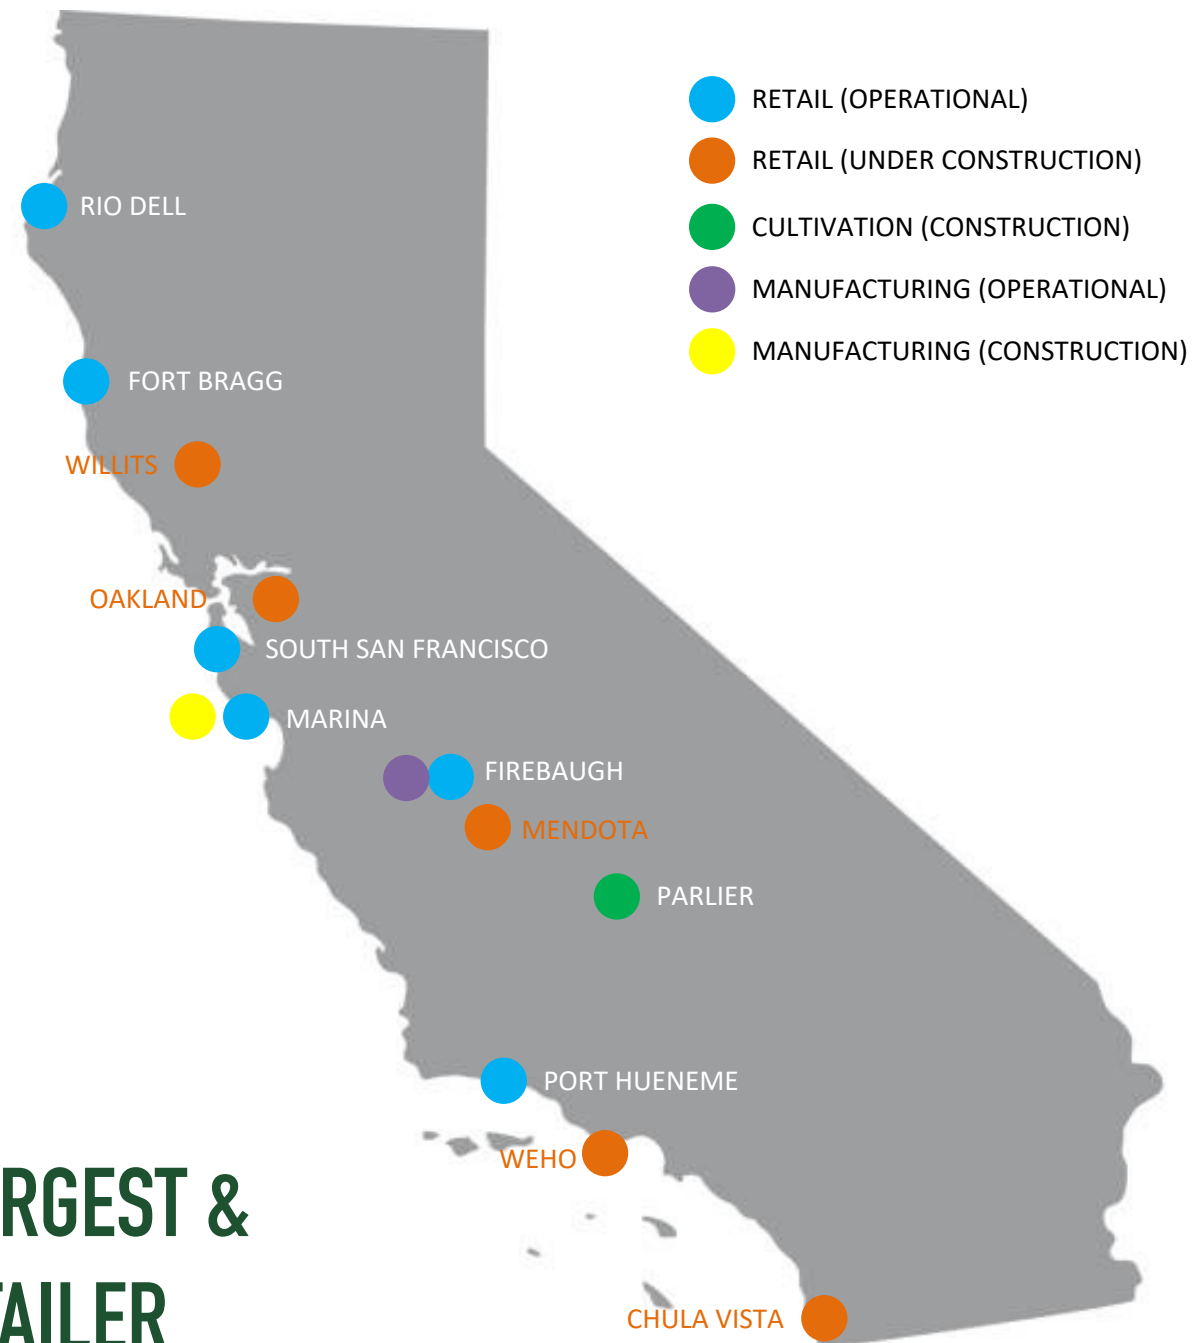 RETAIL (OPERATIONAL)
RETAIL (UNDER CONSTRUCTION)
CULTIVATION (CONSTRUCTION)
MANUFACTURING (OPERATIONAL)
MANUFACTURING (CONSTRUCTION)
RIO DELL
FORT BRAGG
WILLITS
OAKLAND
SOUTH SAN FRANCISCO
MARINA
FIREBAUGH
MENDOTA
PARLIER
PORT HUENEME
WEHO
RGEST &
TAILER
CHULA VISTA